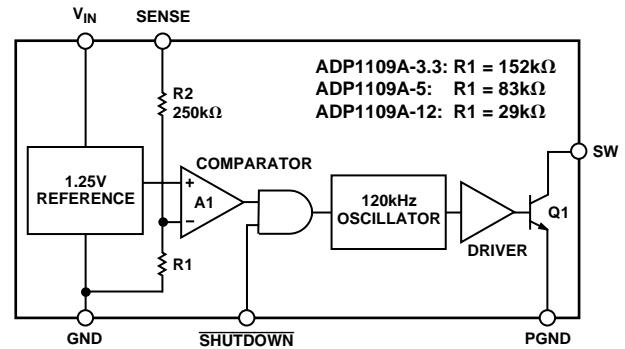 V_IN
SENSE
ADP1109A-3.3: R1 = 152kΩ
ADP1109A-5: R1 = 83kΩ
ADP1109A-12: R1 = 29kΩ
R2
250kΩ
SW
COMPARATOR
1.25V
REFERENCE
+
A1
–
120kHz
OSCILLATOR
Q1
R1
DRIVER
GND
SHUTDOWN
PGND